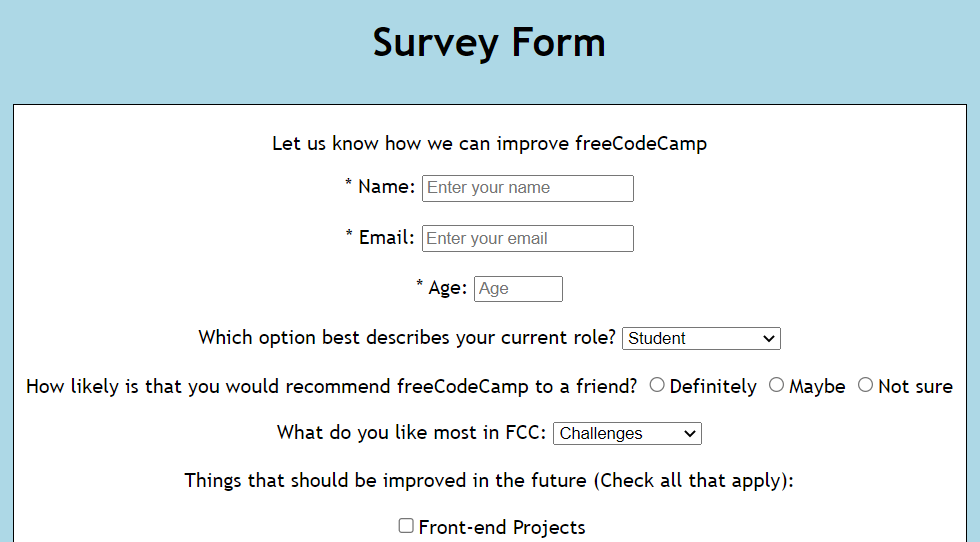 Survey Form
Let us know how we can improve freeCodeCamp
* Name: Enter your name
* Email: Enter your email
* Age: Age
Which option best describes your current role? Student
How likely is that you would recommend freeCodeCamp to a friend? Definitely Maybe Not sure
What do you like most in FCC: Challenges
Things that should be improved in the future (Check all that apply):
Front-end Projects